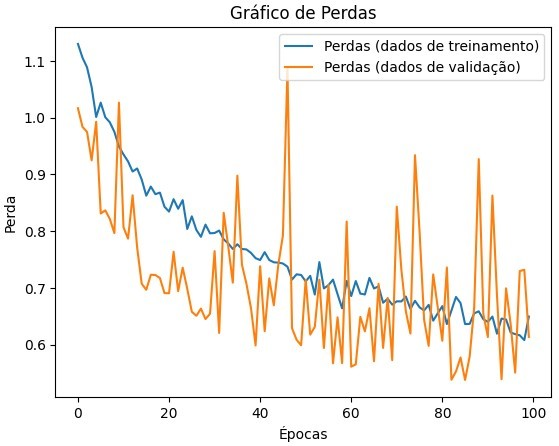 Gráfico de Perdas
Perdas (dados de treinamento)
Perdas (dados de validação)
1.1
1.0
0.9
0.8
0.7
0.6
Perda
0
20
40
60
80
100
Épocas